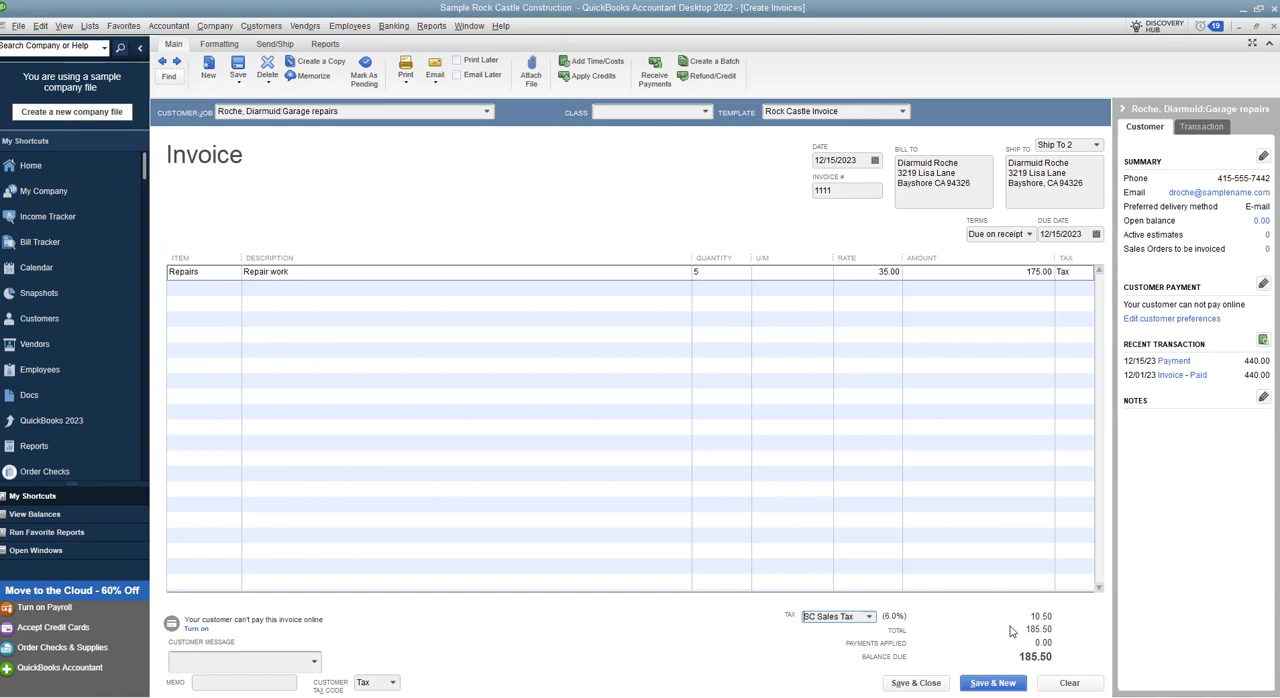 Sample Rock Castle Construction - QuickBooks Accountant Desktop 2022 - [Create Invoices]
File Edit View Lists Favorites Accountant Company Customers Vendors Employees Banking Reports Window Help
DISCOVERY HUB 19
Search Company or Help
Main Formatting Send/Ship Reports
Find New Save Delete Create a Copy Memorize Mark As Pending Print Email Print Later Email Later Attach File Add Time/Costs Apply Credits Receive Payments Create a Batch Refund/Credit
You are using a sample
company file
Create a new company file
My Shortcuts
Home
My Company
Income Tracker
Bill Tracker
Calendar
Snapshots
Customers
Vendors
Employees
Docs
QuickBooks 2023
Reports
Order Checks
My Shortcuts
View Balances
Run Favorite Reports
Open Windows
Move to the Cloud - 60% Off
Turn on Payroll
Accept Credit Cards
Order Checks & Supplies
QuickBooks Accountant
CUSTOMER:JOB Roche, Diarmuid:Garage repairs CLASS TEMPLATE Rock Castle Invoice
Invoice
DATE
12/15/2023
INVOICE #
1111
BILL TO
Diarmuid Roche
3219 Lisa Lane
Bayshore CA 94326
SHIP TO Ship To 2
Diarmuid Roche
3219 Lisa Lane
Bayshore, CA 94326
TERMS DUE DATE
Due on receipt 12/15/2023
ITEM DESCRIPTION QUANTITY U/M RATE AMOUNT TAX
Repairs Repair work 5 35.00 175.00 Tax
Your customer can't pay this invoice online
Turn on
CUSTOMER MESSAGE
MEMO CUSTOMER TAX CODE Tax
TAX SC Sales Tax (6.0%) 10.50
TOTAL 185.50
PAYMENTS APPLIED 0.00
BALANCE DUE 185.50
Save & Close Save & New Clear
Roche, Diarmuid:Garage repairs
Customer Transaction
SUMMARY
Phone 415-555-7442
Email droche@samplename.com
Preferred delivery method E-mail
Open balance 0.00
Active estimates 0
Sales Orders to be invoiced 0
CUSTOMER PAYMENT
Your customer can not pay online
Edit customer preferences
RECENT TRANSACTION
12/15/23 Payment 440.00
12/01/23 Invoice - Paid 440.00
NOTES